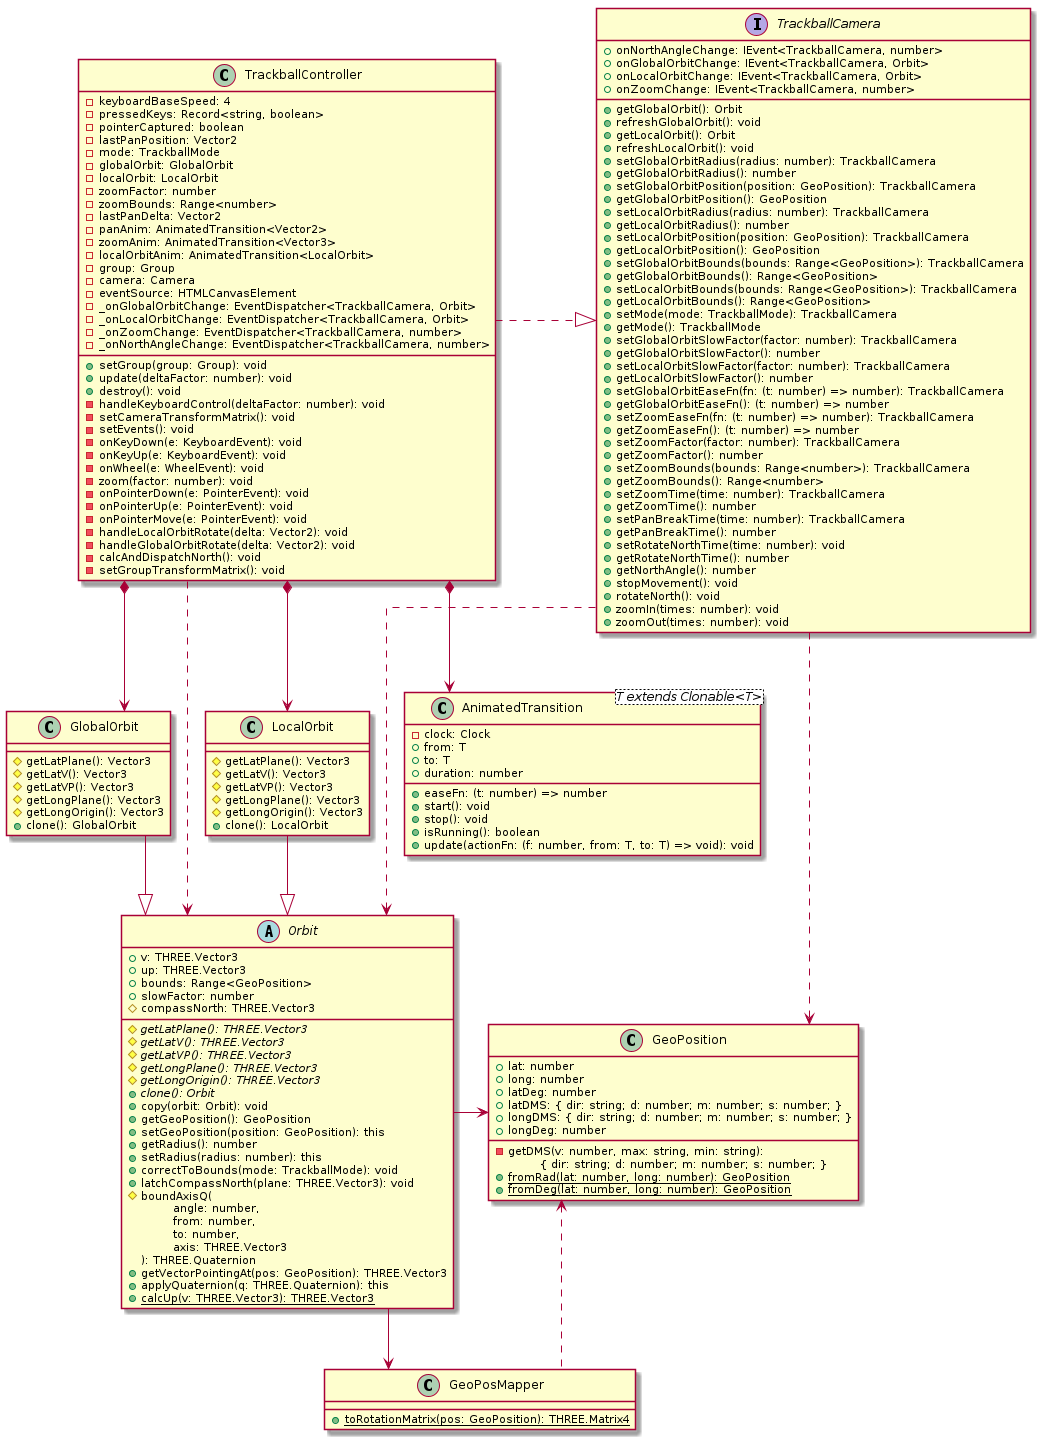 I TrackballCamera
onNorthAngleChange: IEvent<TrackballCamera, number>
onGlobalOrbitChange: IEvent<TrackballCamera, Orbit>
onLocalOrbitChange: IEvent<TrackballCamera, Orbit>
onZoomChange: IEvent<TrackballCamera, number>
getGlobalOrbit(): Orbit
refreshGlobalOrbit(): void
getLocalOrbit(): Orbit
refreshLocalOrbit(): void
setGlobalOrbitRadius(radius: number): TrackballCamera
getGlobalOrbitRadius(): number
setGlobalOrbitPosition(position: GeoPosition): TrackballCamera
getGlobalOrbitPosition(): GeoPosition
setLocalOrbitRadius(radius: number): TrackballCamera
getLocalOrbitRadius(): number
setLocalOrbitPosition(position: GeoPosition): TrackballCamera
getLocalOrbitPosition(): GeoPosition
setGlobalOrbitBounds(bounds: Range<GeoPosition>): TrackballCamera
getGlobalOrbitBounds(): Range<GeoPosition>
setLocalOrbitBounds(bounds: Range<GeoPosition>): TrackballCamera
getLocalOrbitBounds(): Range<GeoPosition>
setMode(mode: TrackballMode): TrackballCamera
getMode(): TrackballMode
setGlobalOrbitSlowFactor(factor: number): TrackballCamera
getGlobalOrbitSlowFactor(): number
setLocalOrbitSlowFactor(factor: number): TrackballCamera
getLocalOrbitSlowFactor(): number
setGlobalOrbitEaseFn(fn: (t: number) => number): TrackballCamera
getGlobalOrbitEaseFn(): (t: number) => number
setZoomEaseFn(fn: (t: number) => number): TrackballCamera
getZoomEaseFn(): (t: number) => number
setZoomFactor(factor: number): TrackballCamera
getZoomFactor(): number
setZoomBounds(bounds: Range<number>): TrackballCamera
getZoomBounds(): Range<number>
setZoomTime(time: number): TrackballCamera
getZoomTime(): number
setPanBreakTime(time: number): TrackballCamera
getPanBreakTime(): number
setRotateNorthTime(time: number): void
getRotateNorthTime(): number
getNorthAngle(): number
stopMovement(): void
rotateNorth(): void
zoomIn(times: number): void
zoomOut(times: number): void
C TrackballController
keyboardBaseSpeed: 4
pressedKeys: Record<string, boolean>
pointerCaptured: boolean
lastPanPosition: Vector2
mode: TrackballMode
globalOrbit: GlobalOrbit
localOrbit: LocalOrbit
zoomFactor: number
zoomBounds: Range<number>
lastPanDelta: Vector2
panAnim: AnimatedTransition<Vector2>
zoomAnim: AnimatedTransition<Vector3>
localOrbitAnim: AnimatedTransition<LocalOrbit>
group: Group
camera: Camera
eventSource: HTMLCanvasElement
_onGlobalOrbitChange: EventDispatcher<TrackballCamera, Orbit>
_onLocalOrbitChange: EventDispatcher<TrackballCamera, Orbit>
_onZoomChange: EventDispatcher<TrackballCamera, number>
_onNorthAngleChange: EventDispatcher<TrackballCamera, number>
setGroup(group: Group): void
update(deltaFactor: number): void
destroy(): void
handleKeyboardControl(deltaFactor: number): void
setCameraTransformMatrix(): void
setEvents(): void
onKeyDown(e: KeyboardEvent): void
onKeyUp(e: KeyboardEvent): void
onWheel(e: WheelEvent): void
zoom(factor: number): void
onPointerDown(e: PointerEvent): void
onPointerUp(e: PointerEvent): void
onPointerMove(e: PointerEvent): void
handleLocalOrbitRotate(delta: Vector2): void
handleGlobalOrbitRotate(delta: Vector2): void
calcAndDispatchNorth(): void
setGroupTransformMatrix(): void
C GlobalOrbit
getLatPlane(): Vector3
getLatV(): Vector3
getLatVP(): Vector3
getLongPlane(): Vector3
getLongOrigin(): Vector3
clone(): GlobalOrbit
C LocalOrbit
getLatPlane(): Vector3
getLatV(): Vector3
getLatVP(): Vector3
getLongPlane(): Vector3
getLongOrigin(): Vector3
clone(): LocalOrbit
T extends Clonable<T>
C AnimatedTransition
clock: Clock
from: T
to: T
duration: number
easeFn: (t: number) => number
start(): void
stop(): void
isRunning(): boolean
update(actionFn: (f: number, from: T, to: T) => void): void
A Orbit
v: THREE.Vector3
up: THREE.Vector3
bounds: Range<GeoPosition>
slowFactor: number
compassNorth: THREE.Vector3
getLatPlane(): THREE.Vector3
getLatV(): THREE.Vector3
getLatVP(): THREE.Vector3
getLongPlane(): THREE.Vector3
getLongOrigin(): THREE.Vector3
clone(): Orbit
copy(orbit: Orbit): void
getGeoPosition(): GeoPosition
setGeoPosition(position: GeoPosition): this
getRadius(): number
setRadius(radius: number): this
correctToBounds(mode: TrackballMode): void
latchCompassNorth(plane: THREE.Vector3): void
boundAxisQ(
angle: number,
from: number,
to: number,
axis: THREE.Vector3
): THREE.Quaternion
getVectorPointingAt(pos: GeoPosition): THREE.Vector3
applyQuaternion(q: THREE.Quaternion): this
calcUp(v: THREE.Vector3): THREE.Vector3
C GeoPosition
lat: number
long: number
latDeg: number
latDMS: { dir: string; d: number; m: number; s: number; }
longDMS: { dir: string; d: number; m: number; s: number; }
longDeg: number
getDMS(v: number, max: string, min: string):
{ dir: string; d: number; m: number; s: number; }
fromRad(lat: number, long: number): GeoPosition
fromDeg(lat: number, long: number): GeoPosition
C GeoPosMapper
toRotationMatrix(pos: GeoPosition): THREE.Matrix4